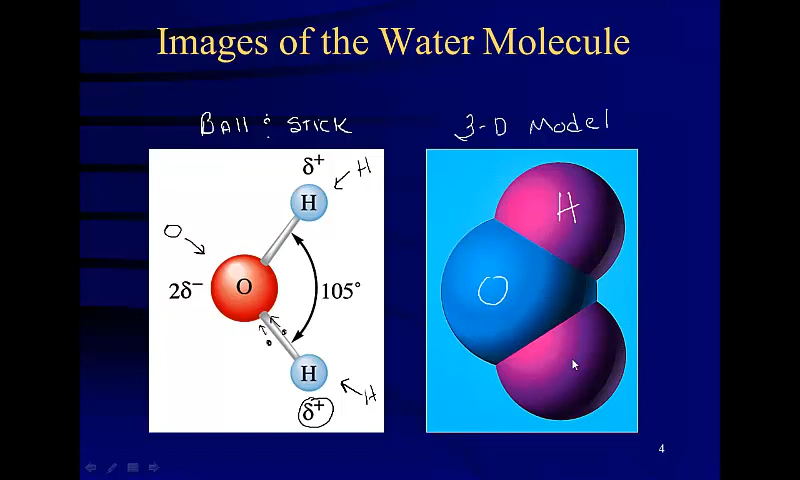 Images of the Water Molecule
BALL & STICK
3-D Model
δ⁺
H
H
O
H
O
2δ⁻
105°
O
H
H
δ⁺
4